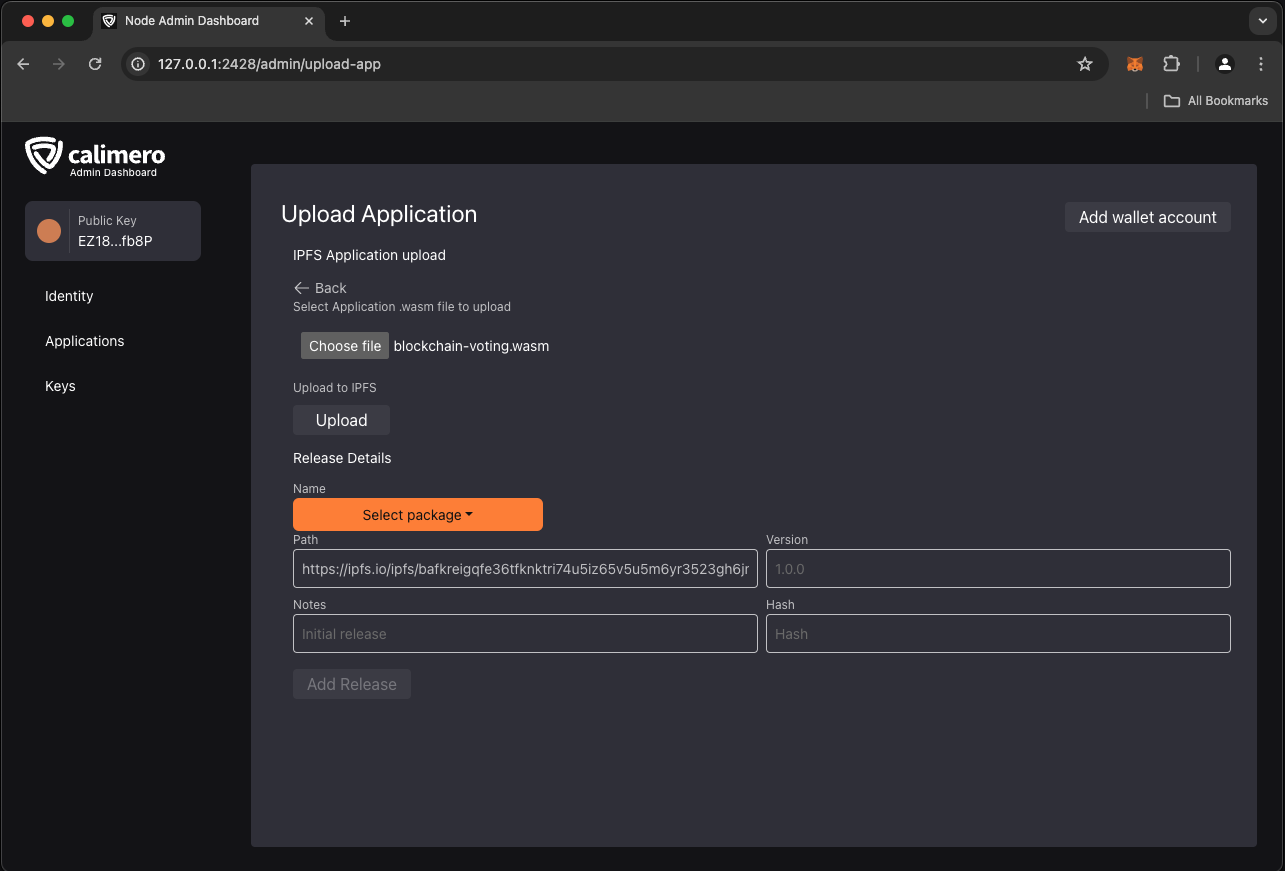 Node Admin Dashboard
127.0.0.1:2428/admin/upload-app
All Bookmarks
calimero
Admin Dashboard
Public Key
EZ18...fb8P
Identity
Applications
Keys
Upload Application
Add wallet account
IPFS Application upload
Back
Select Application .wasm file to upload
Choose file blockchain-voting.wasm
Upload to IPFS
Upload
Release Details
Name
Select package
Path Version
https://ipfs.io/ipfs/bafkreigqfe36tfknktri74u5iz65v5u5m6yr3523gh6jr 1.0.0
Notes Hash
Initial release Hash
Add Release